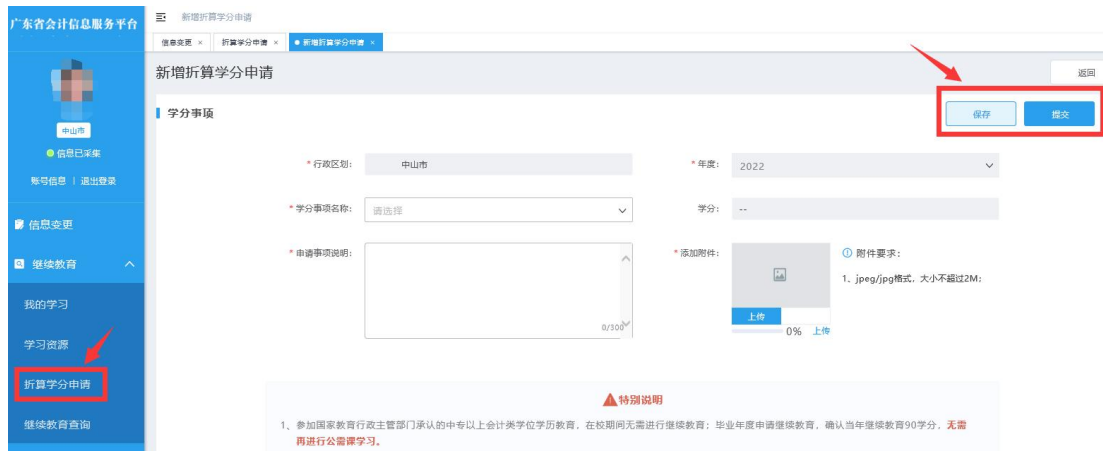 广东省会计信息服务平台
新增折算学分申请
信息变更 × 折算学分申请 × 新增折算学分申请 ×
新增折算学分申请
返回
学分事项
保存 提交
中山市
信息已采集
账号信息 | 退出登录
* 行政区划: 中山市 * 年度: 2022
* 学分事项名称: 请选择 学分: --
信息变更
* 申请事项说明: * 添加附件: 附件要求:
继续教育
1、jpeg/jpg格式, 大小不超过2M;
我的学习
上传
0/300 0% 上传
学习资源
折算学分申请
特别说明
继续教育查询
1、参加国家教育行政主管部门承认的中专以上会计类学位学历教育, 在校期间无需进行继续教育; 毕业年度申请继续教育, 确认当年继续教育90学分, 无需
再进行公需课学习。